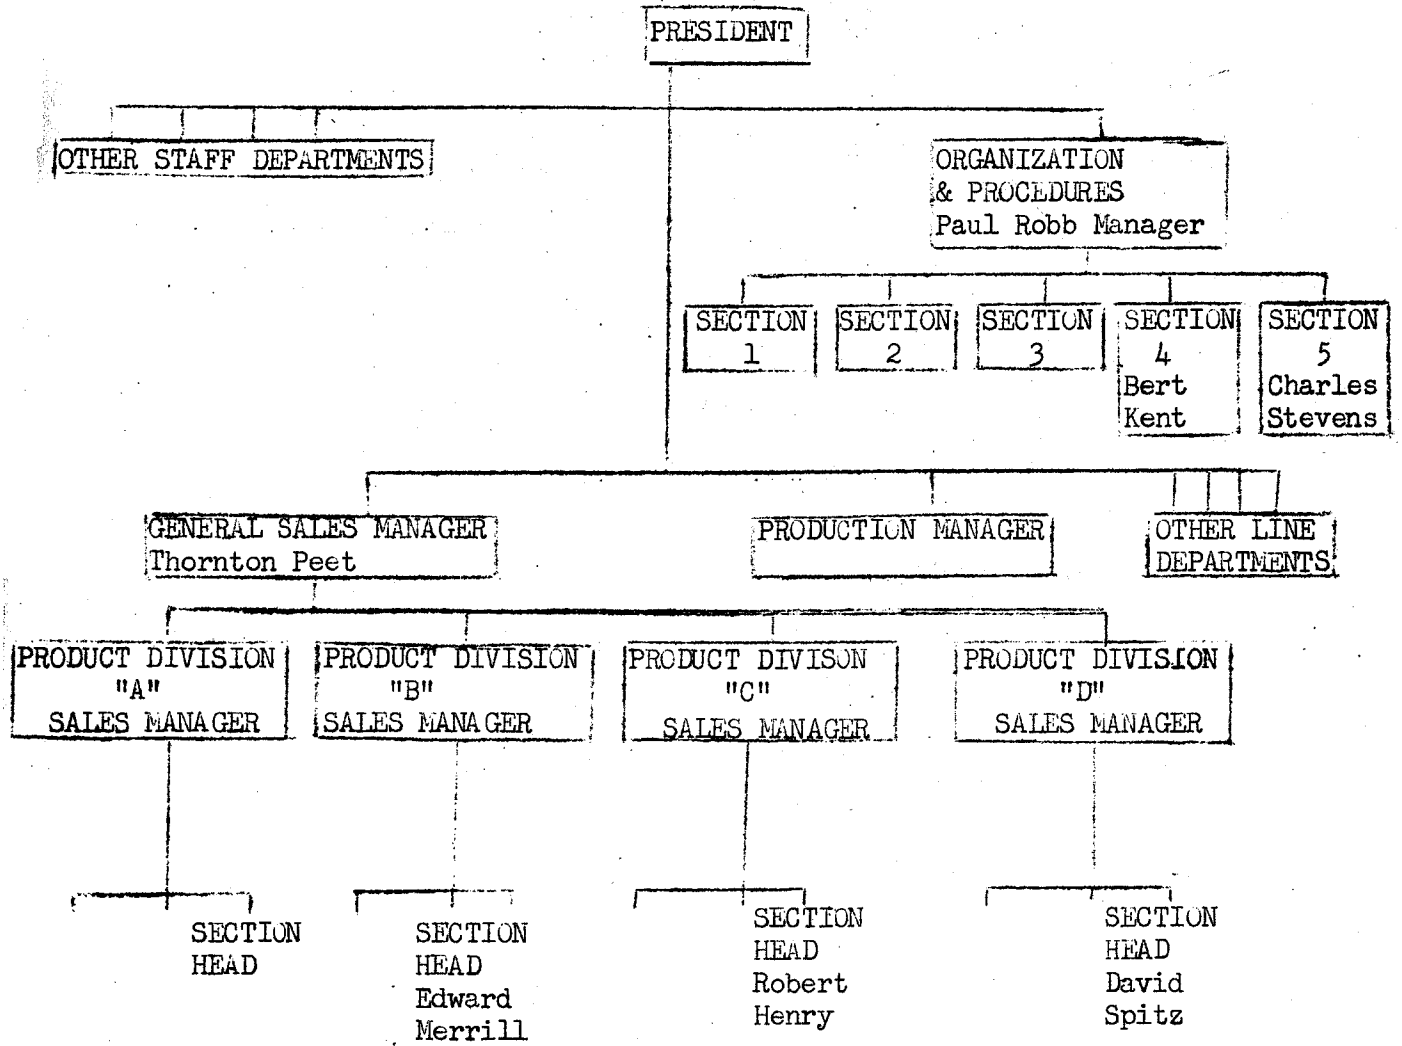 PRESIDENT
OTHER STAFF DEPARTMENTS
ORGANIZATION
& PROCEDURES
Paul Robb Manager
SECTION
1
SECTION
2
SECTION
3
SECTION
4
Bert
Kent
SECTION
5
Charles
Stevens
GENERAL SALES MANAGER
Thornton Peet
PRODUCTION MANAGER
OTHER LINE
DEPARTMENTS
PRODUCT DIVISION
"A"
SALES MANAGER
PRODUCT DIVISION
"B"
SALES MANAGER
PRODUCT DIVISON
"C"
SALES MANAGER
PRODUCT DIVISION
"D"
SALES MANAGER
SECTION
HEAD
SECTION
HEAD
Edward
Merrill
SECTION
HEAD
Robert
Henry
SECTION
HEAD
David
Spitz